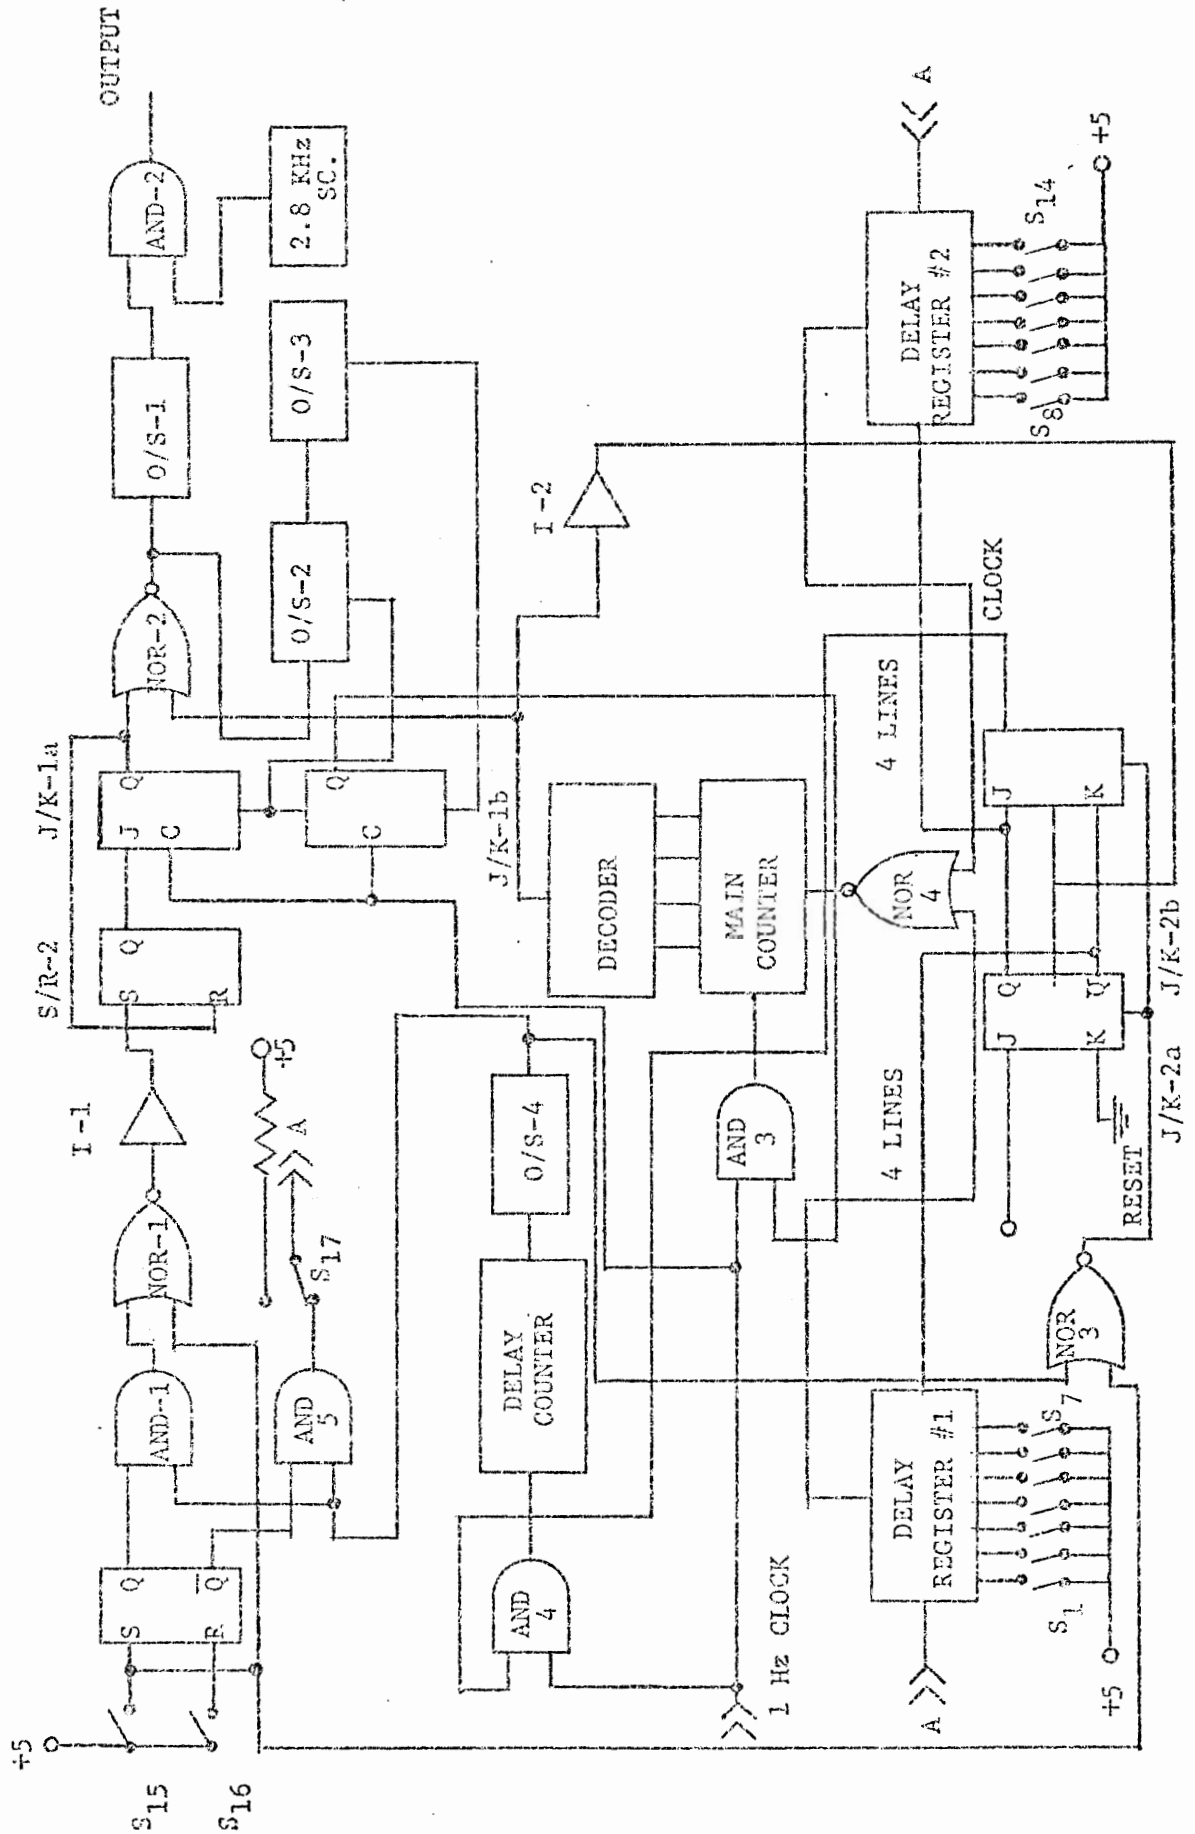 +5
S15
S16
S
R
Q
Q
AND-1
NOR-1
I-1
S/R-2
S
R
Q
J/K-1a
J
C
Q
NOR-2
O/S-1
AND-2
OUTPUT
AND
5
S17
A
+5
J/K-1b
C
Q
O/S-2
O/S-3
2.8 KHz
SC.
AND
4
DELAY
COUNTER
O/S-4
DECODER
I-2
1 Hz CLOCK
AND
3
MAIN
COUNTER
NOR
4
4 LINES
4 LINES
CLOCK
A
DELAY
REGISTER #1
S1
S7
+5
NOR
3
RESET
J
K
Q
Q
J/K-2a
J
K
J/K-2b
DELAY
REGISTER #2
S8
S14
+5
A